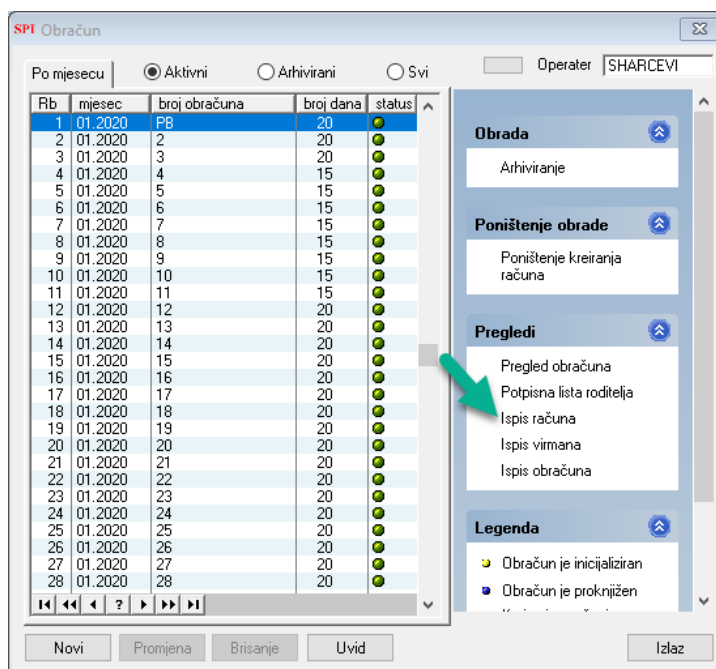 SPI Obračun
Po mjesecu Aktivni Arhivirani Svi Operater SHARCEVI
Rb mjesec broj obračuna broj dana status
1 01.2020 PB 20
2 01.2020 2 20
3 01.2020 3 20
4 01.2020 4 15
5 01.2020 5 15
6 01.2020 6 15
7 01.2020 7 15
8 01.2020 8 15
9 01.2020 9 15
10 01.2020 10 15
11 01.2020 11 15
12 01.2020 12 20
13 01.2020 13 20
14 01.2020 14 20
15 01.2020 15 20
16 01.2020 16 20
17 01.2020 17 20
18 01.2020 18 20
19 01.2020 19 20
20 01.2020 20 20
21 01.2020 21 20
22 01.2020 22 20
23 01.2020 23 20
24 01.2020 24 20
25 01.2020 25 20
26 01.2020 26 20
27 01.2020 27 20
28 01.2020 28 20
?
Obrada
Arhiviranje
Poništenje obrade
Poništenje kreiranja
računa
Pregledi
Pregled obračuna
Potpisna lista roditelja
Ispis računa
Ispis virmana
Ispis obračuna
Legenda
Obračun je inicijaliziran
Obračun je proknjižen
Novi Promjena Brisanje Uvid Izlaz